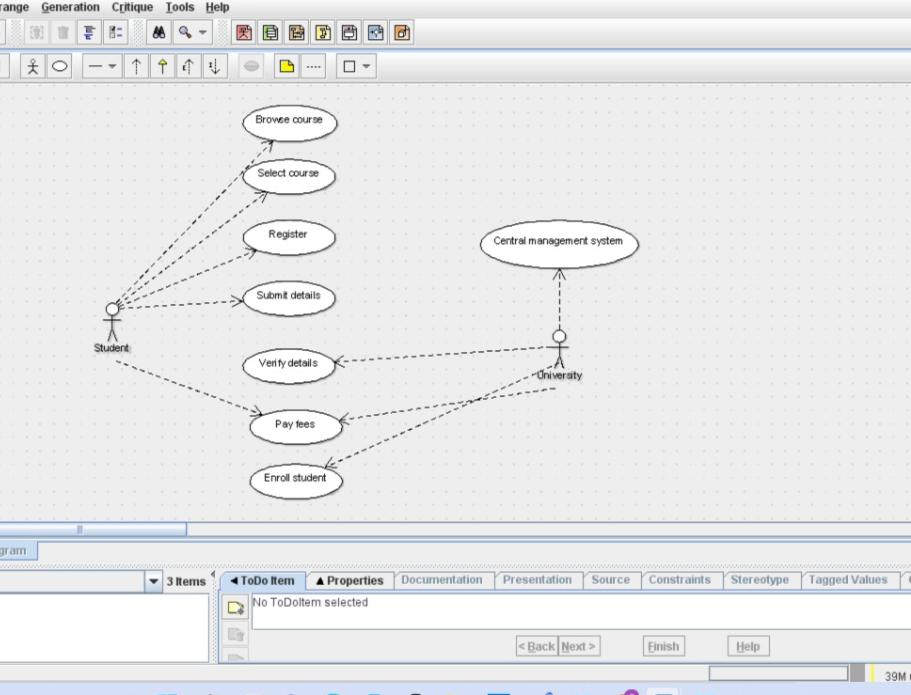 range Generation Critique Tools Help
Browse course
Select course
Register
Central management system
Submit details
Student
Verify details
University
Pay fees
Enroll student
gram
3 Items
ToDo Item Properties Documentation Presentation Source Constraints Stereotype Tagged Values
No ToDoItem selected
< Back Next > Finish Help
39M